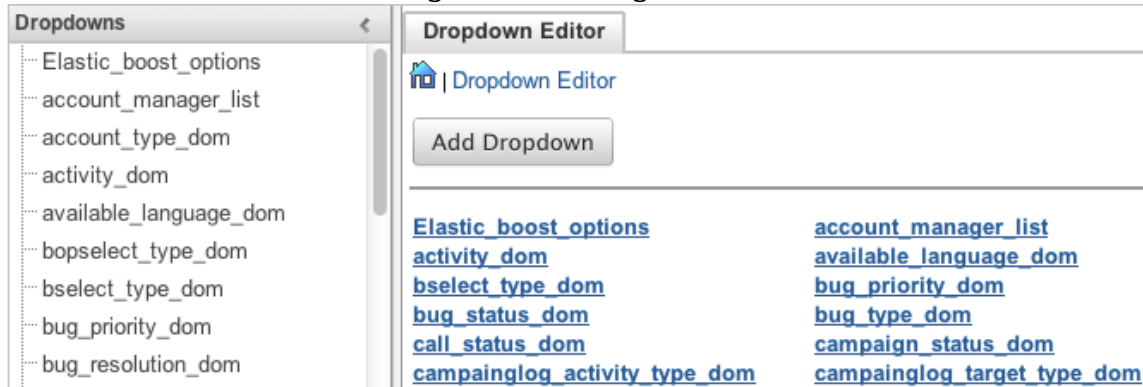 Dropdowns
Elastic_boost_options
account_manager_list
account_type_dom
activity_dom
available_language_dom
bopselect_type_dom
bselect_type_dom
bug_priority_dom
bug_resolution_dom
Dropdown Editor
| Dropdown Editor
Add Dropdown
Elastic_boost_options account_manager_list
activity_dom available_language_dom
bselect_type_dom bug_priority_dom
bug_status_dom bug_type_dom
call_status_dom campaign_status_dom
campainglog_activity_type_dom campainglog_target_type_dom